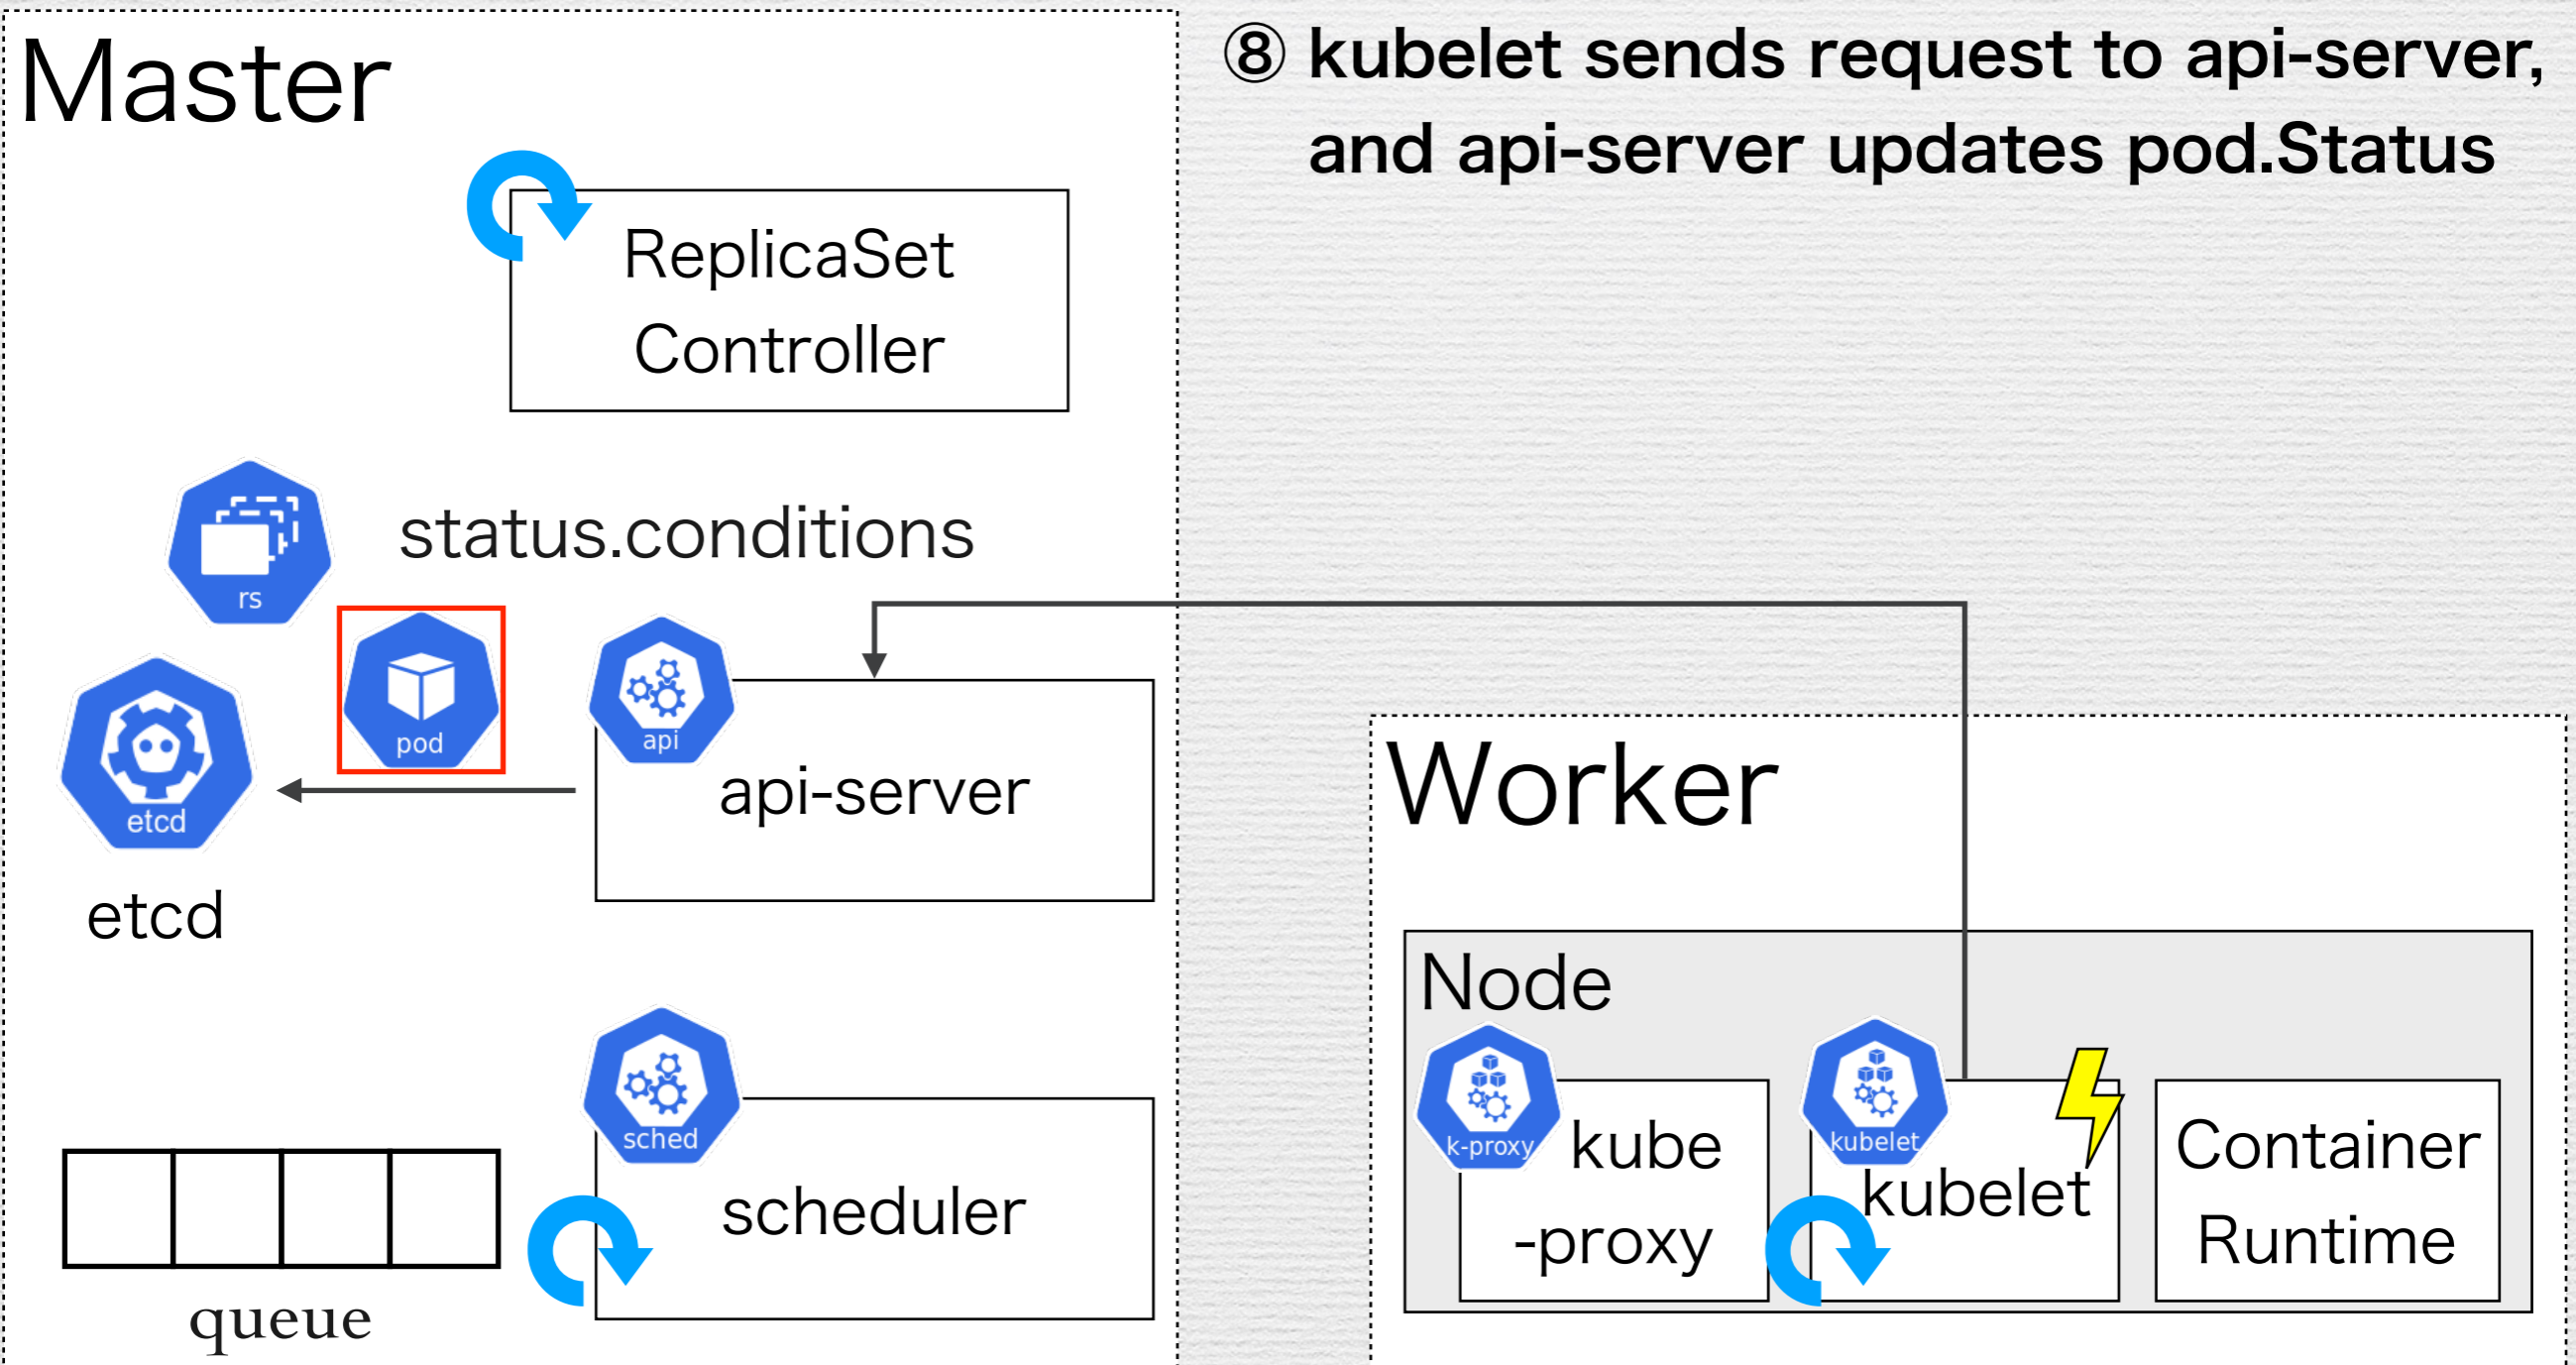 Master
⑧ kubelet sends request to api-server,
and api-server updates pod.Status
ReplicaSet
Controller
rs
status.conditions
pod
api
api-server
etcd
etcd
sched
scheduler
queue
Worker
Node
k-proxy
kube
-proxy
kubelet
kubelet
Container
Runtime